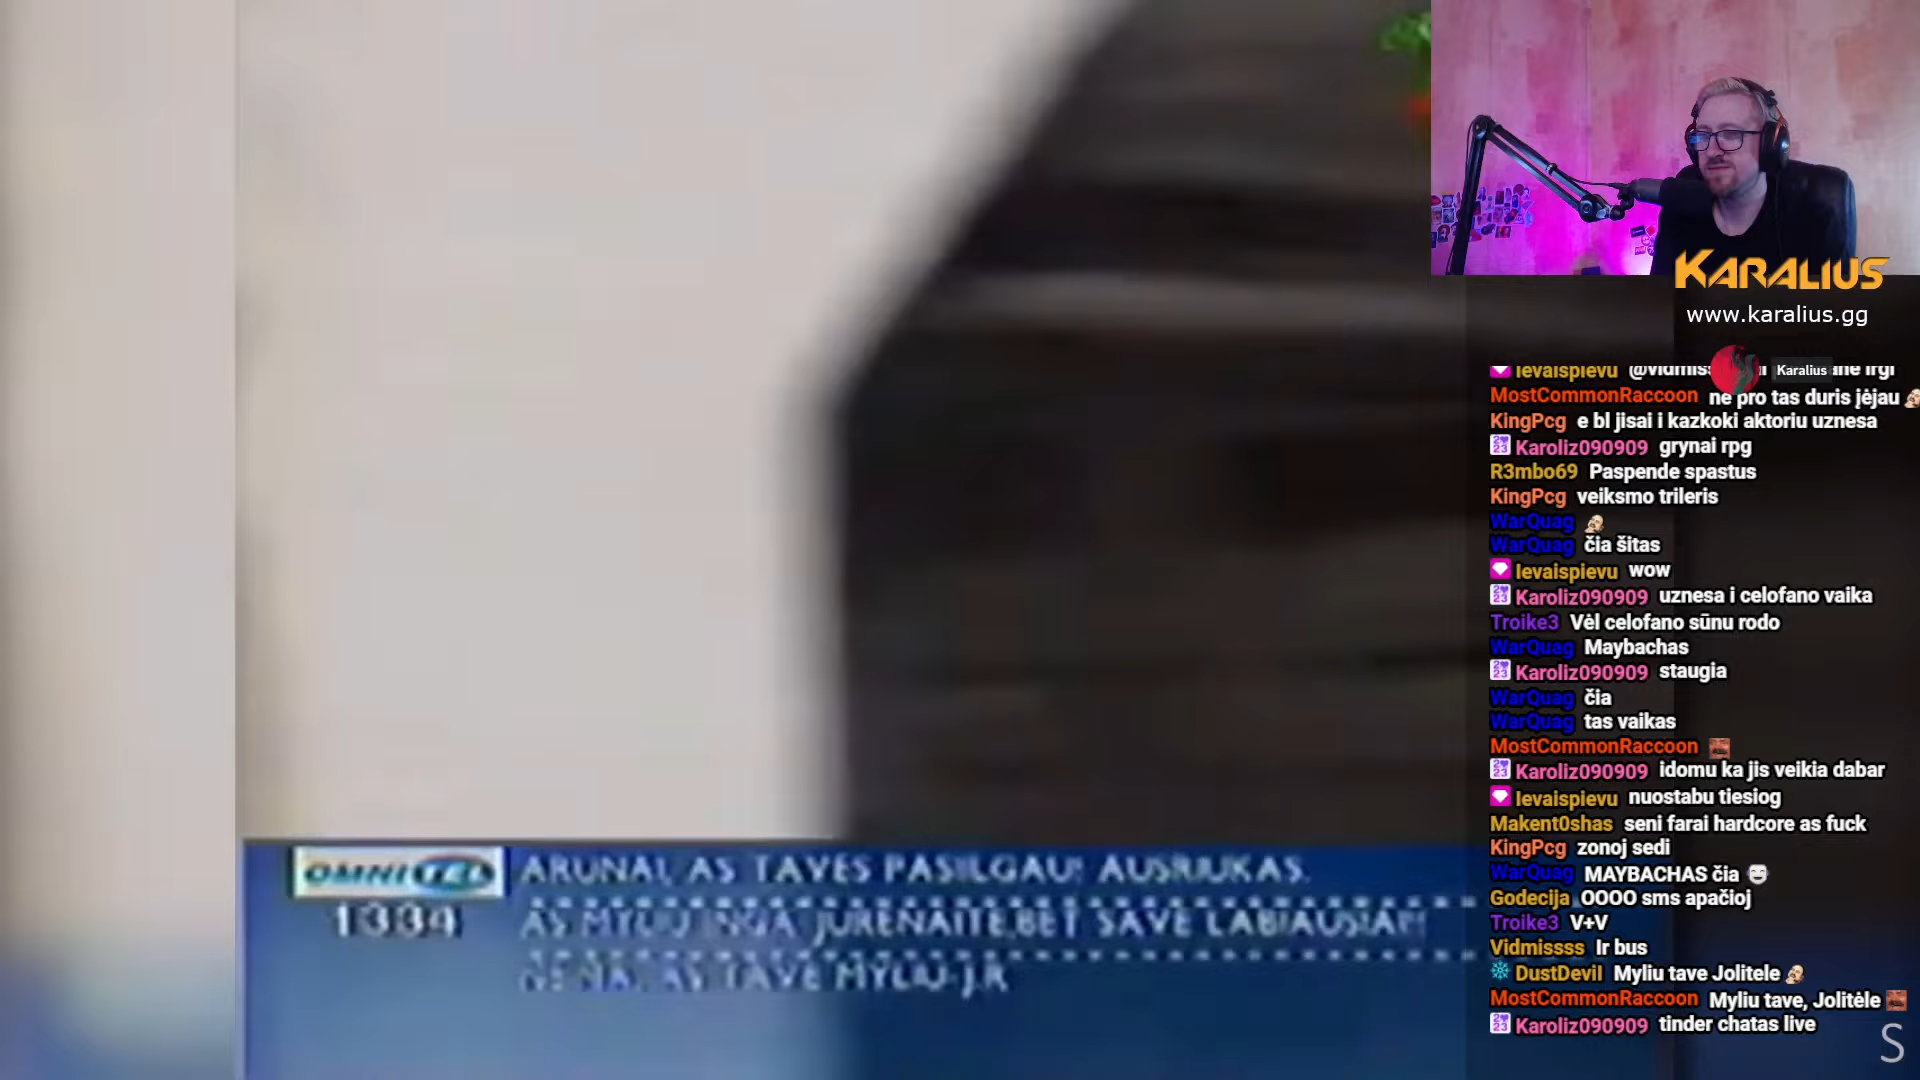 KARALIUS
www.karalius.gg
Karalius
Ievaispievu
MostCommonRaccoon ne pro tas duris įėjau
KingPcg e bl jisai i kazkoki aktoriu uznesa
Karoliz090909 grynai rpg
R3mbo69 Paspende spastus
KingPcg veiksmo trileris
WarQuag
WarQuag čia šitas
Ievaispievu wow
Karoliz090909 uznesa i celofano vaika
Troike3 Vėl celofano sūnu rodo
WarQuag Maybachas
Karoliz090909 staugia
WarQuag čia
WarQuag tas vaikas
MostCommonRaccoon
Karoliz090909 idomu ka jis veikia dabar
Ievaispievu nuostabu tiesiog
Makent0shas seni farai hardcore as fuck
KingPcg zonoj sedi
WarQuag MAYBACHAS čia
Godecija OOOO sms apačioj
Troike3 V+V
Vidmissss Ir bus
DustDevil Myliu tave Jolitele
MostCommonRaccoon Myliu tave, Jolitėle
Karoliz090909 tinder chatas live
S
OMNITEL
1334
ARUNAI, AS TAVES PASIILGAU! AUSRIUKAS.
AS MYLIU INGA JURENAITE,BET SAVE LABIAUSIAI!
AS TAVE MYLIU-J.R